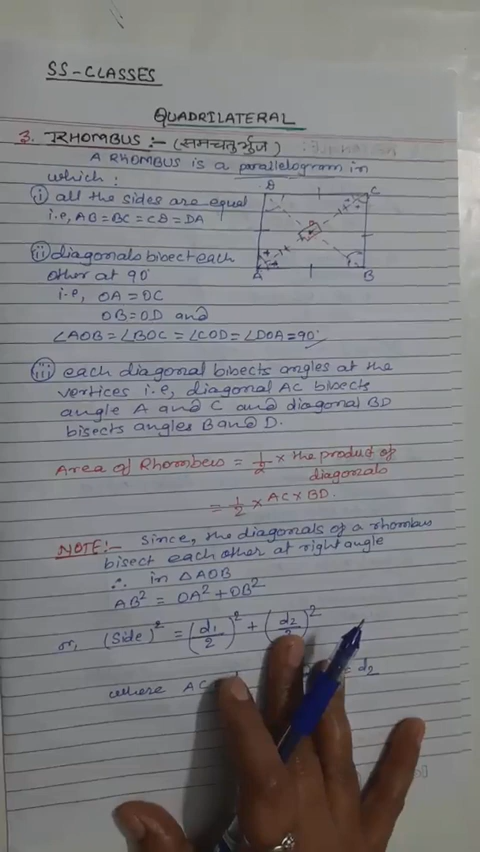 SS-CLASSES
QUADRILATERAL
3. RHOMBUS :- (समचतुर्भुज)
A RHOMBUS is a parallelogram in
which :
(i) all the sides are equal
i.e, AB = BC = CD = DA
D
C
O
A
B
(ii) diagonals bisect each
other at 90°
i.e, OA = OC
OB = OD and
∠AOB = ∠BOC = ∠COD = ∠DOA = 90°
(iii) each diagonal bisects angles at the
vertices i.e, diagonal AC bisects
angle A and C and diagonal BD
bisects angles B and D.
Area of Rhombus = 1/2 × the product of
diagonals
= 1/2 × AC × BD.
NOTE:- Since, the diagonals of a rhombus
bisect each other at right angle
∴ in ΔAOB
AB² = OA² + OB²
or, (Side)² = (d₁/2)² + (d₂/2)²
where AC = d₂